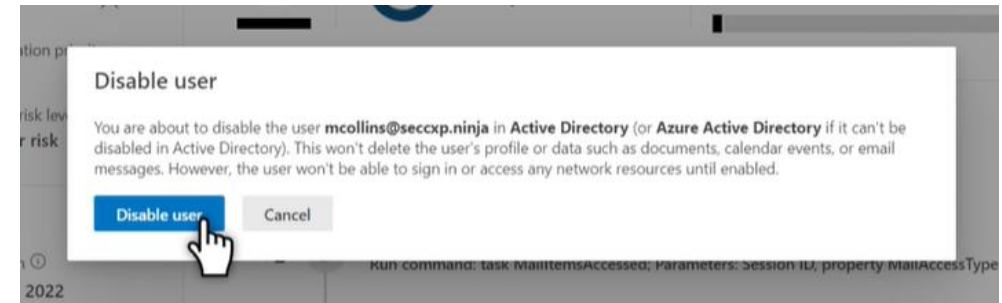 ation
Disable user
risk lev
You are about to disable the user mcollins@seccxp.ninja in Active Directory (or Azure Active Directory if it can't be
r risk
disabled in Active Directory). This won't delete the user's profile or data such as documents, calendar events, or email
messages. However, the user won't be able to sign in or access any network resources until enabled.
Disable user
Cancel
Run command: task MailItemsAccessed; Parameters: Session ID, property MailAccessType
2022